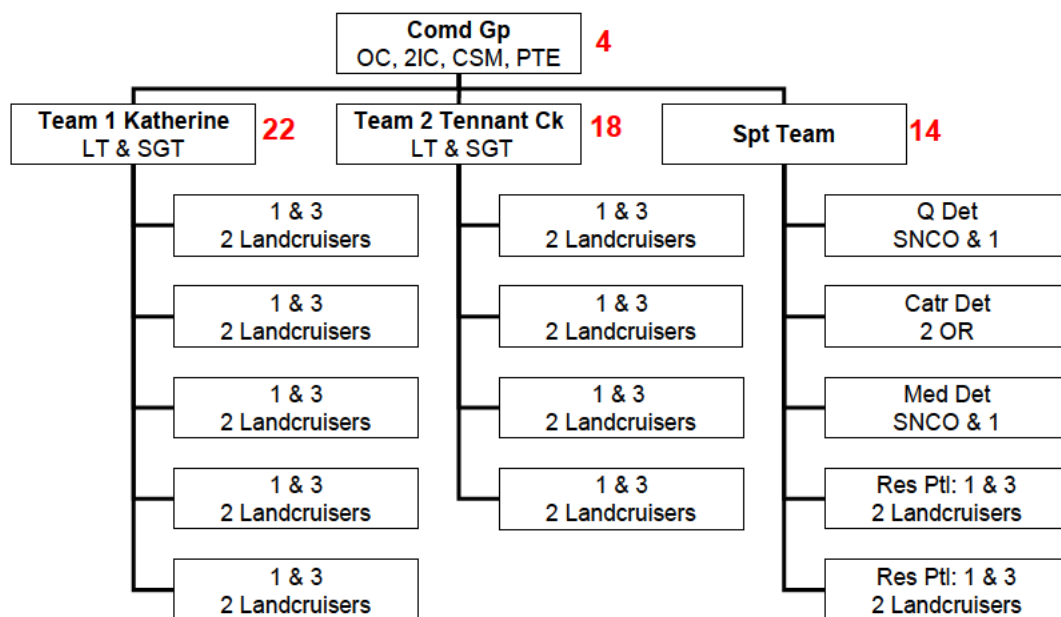 Comd Gp
OC, 2IC, CSM, PTE
4
Team 1 Katherine
LT & SGT
22
Team 2 Tennant Ck
LT & SGT
18
Spt Team
14
1 & 3
2 Landcruisers
1 & 3
2 Landcruisers
1 & 3
2 Landcruisers
1 & 3
2 Landcruisers
1 & 3
2 Landcruisers
1 & 3
2 Landcruisers
1 & 3
2 Landcruisers
1 & 3
2 Landcruisers
1 & 3
2 Landcruisers
Q Det
SNCO & 1
Catr Det
2 OR
Med Det
SNCO & 1
Res Ptl: 1 & 3
2 Landcruisers
Res Ptl: 1 & 3
2 Landcruisers